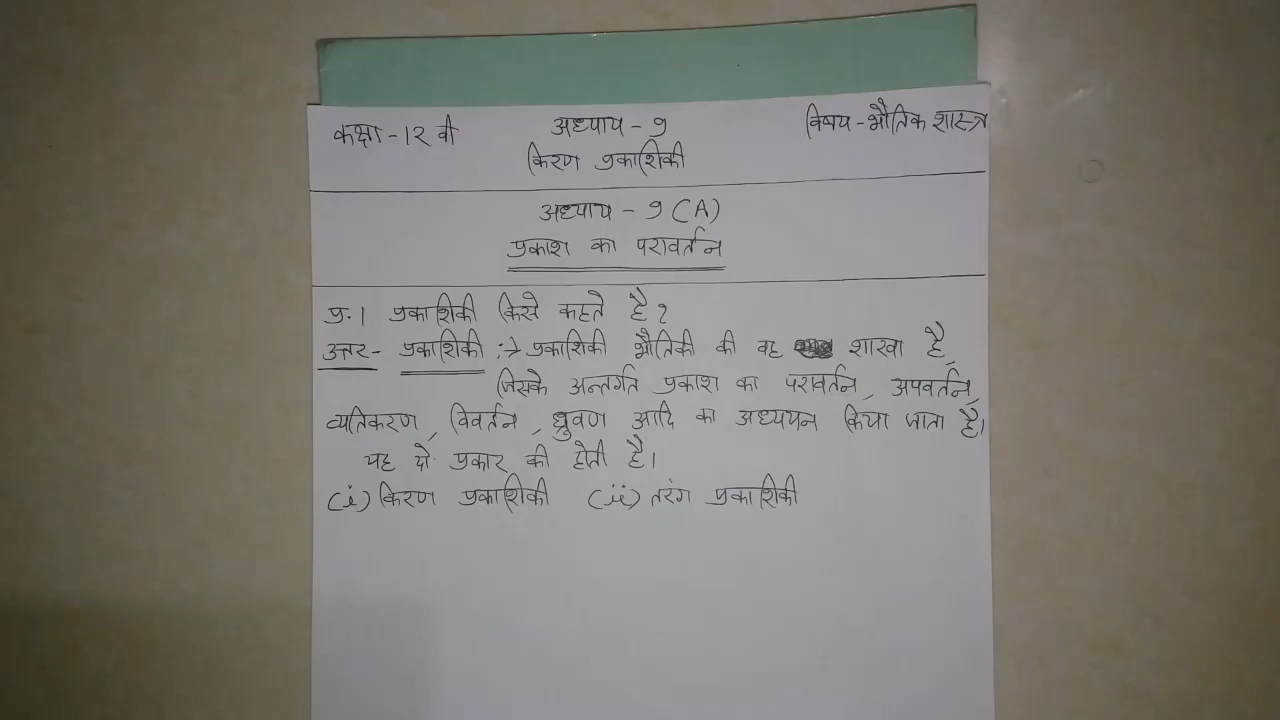 कक्षा - 12 वी अध्याय - 9 विषय - भौतिक शास्त्र
किरण प्रकाशिकी
अध्याय - 9 (A)
प्रकाश का परावर्तन
प्र.1 प्रकाशिकी किसे कहते है?
उत्तर- प्रकाशिकी :→ प्रकाशिकी भौतिकी की वह शाखा है,
जिसके अन्तर्गत प्रकाश का परावर्तन, अपवर्तन,
व्यतिकरण, विवर्तन, ध्रुवण आदि का अध्ययन किया जाता है।
यह दो प्रकार की होती है।
(i) किरण प्रकाशिकी (ii) तरंग प्रकाशिकी